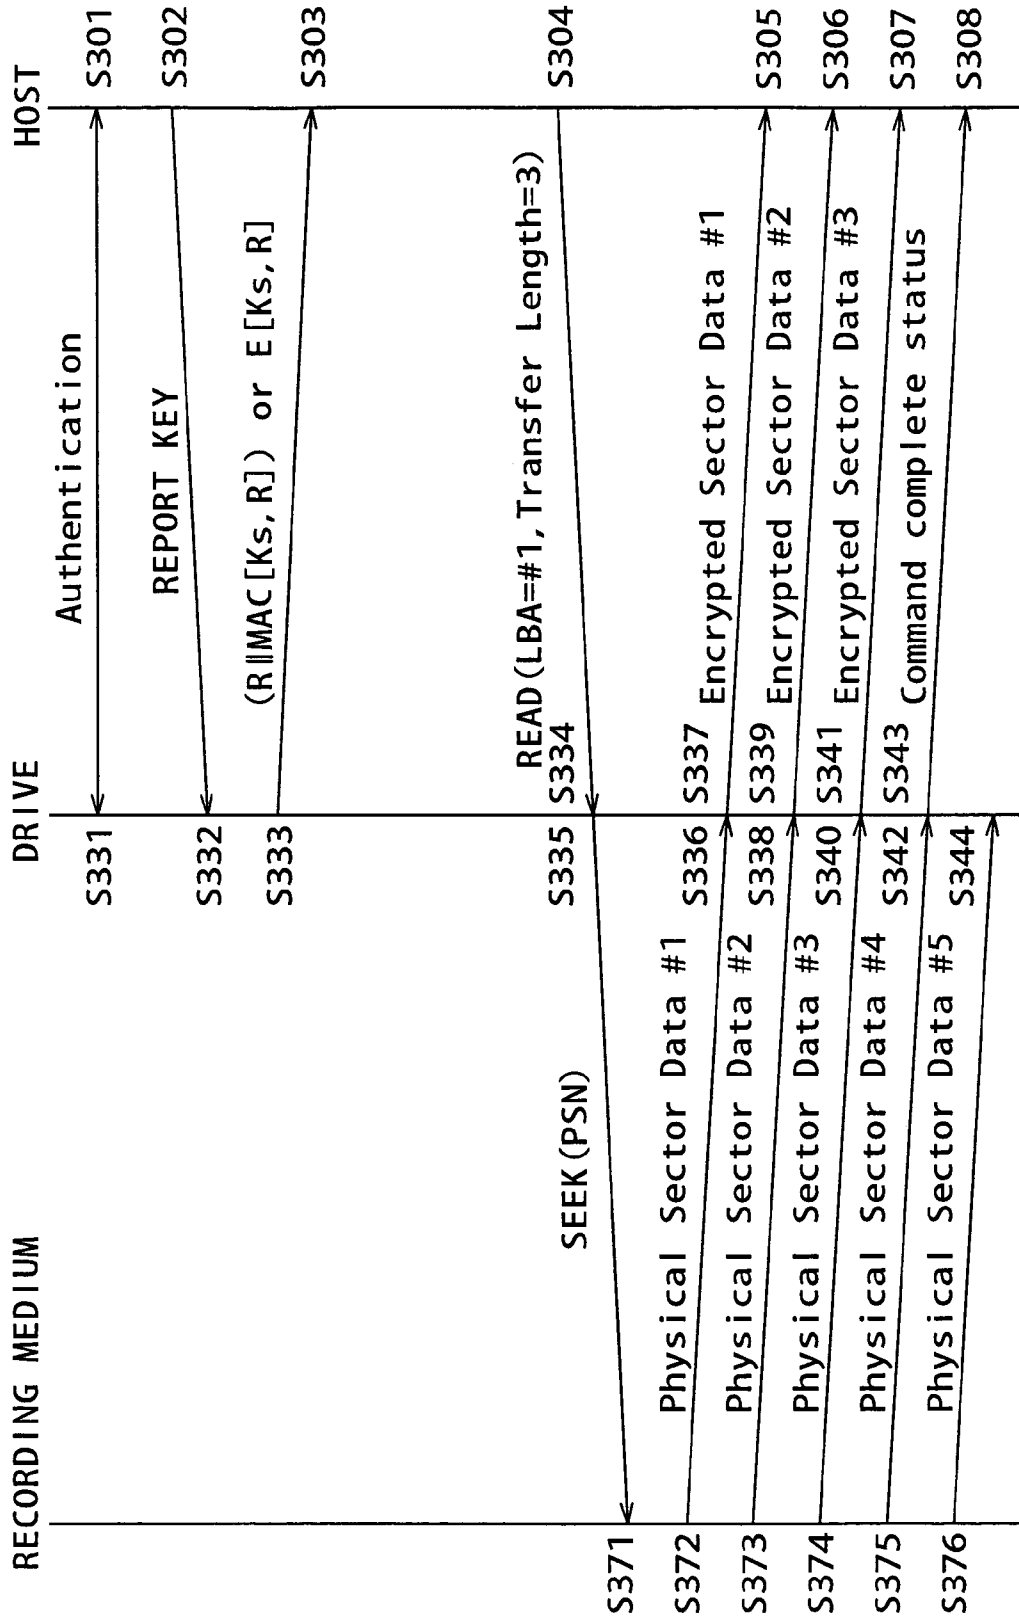 RECORDING MEDIUM
DRIVE
HOST
S331
Authentication
S301
REPORT KEY
S302
S332
(R‖MAC[Ks,R]) or E[Ks,R]
S333
S303
READ(LBA=#1,Transfer Length=3)
S304
S334
S335
SEEK(PSN)
S371
Physical Sector Data #1
S372
S336
S337
Encrypted Sector Data #1
S305
Physical Sector Data #2
S373
S338
S339
Encrypted Sector Data #2
S306
Physical Sector Data #3
S374
S340
S341
Encrypted Sector Data #3
S307
Physical Sector Data #4
S375
S342
S343
Command complete status
S308
Physical Sector Data #5
S376
S344